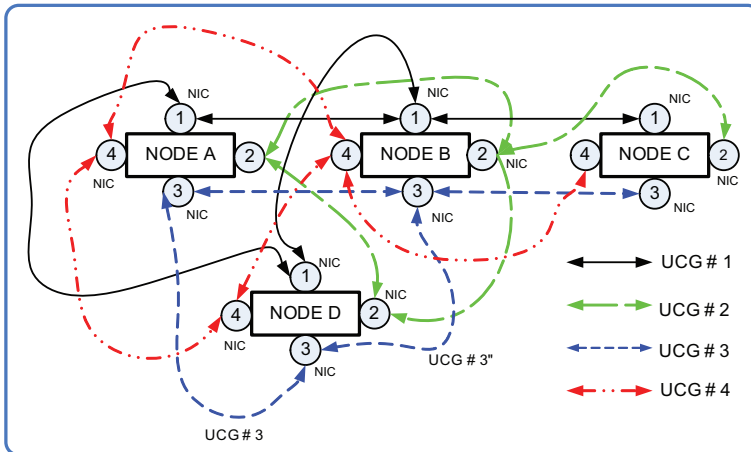 NIC
NIC
NIC
1
1
1
4
NODE A
2
4
NODE B
2
4
NODE C
2
NIC
NIC
NIC
NIC
3
3
3
NIC
NIC
NIC
1
NIC
UCG # 1
4
NODE D
2
NIC
UCG # 2
NIC
3
NIC
UCG # 3"
UCG # 3
UCG # 4
UCG # 3